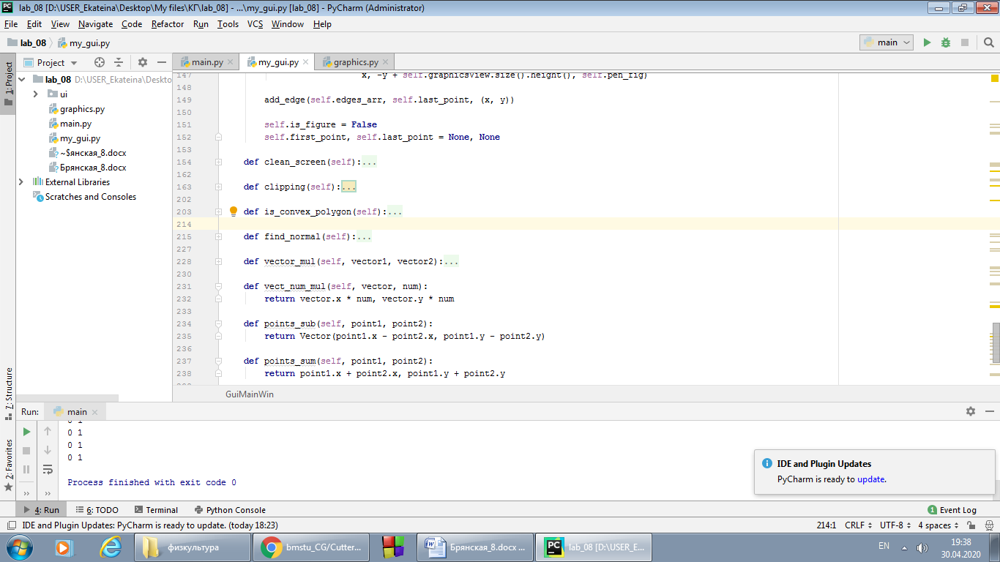 lab_08 [D:\USER_Ekateina\Desktop\My files\КГ\lab_08] - ...\my_gui.py [lab_08] - PyCharm (Administrator)
File Edit View Navigate Code Refactor Run Tools VCS Window Help
lab_08 my_gui.py
main
Project
main.py
my_gui.py
graphics.py
1: Project
lab_08 D:\USER_Ekateina\Deskto
ui
graphics.py
main.py
my_gui.py
~$янская_8.docx
Брянская_8.docx
External Libraries
Scratches and Consoles
147 x, -y + self.graphicsView.size().height(), self.pen_fig)
148
149 add_edge(self.edges_arr, self.last_point, (x, y))
150
151 self.is_figure = False
152 self.first_point, self.last_point = None, None
153
154 def clean_screen(self):...
162
163 def clipping(self):...
202
203 def is_convex_polygon(self):...
214
215 def find_normal(self):...
227
228 def vector_mul(self, vector1, vector2):...
230
231 def vect_num_mul(self, vector, num):
232 return vector.x * num, vector.y * num
233
234 def points_sub(self, point1, point2):
235 return Vector(point1.x - point2.x, point1.y - point2.y)
236
237 def points_sum(self, point1, point2):
238 return point1.x + point2.x, point1.y + point2.y
GuiMainWin
7: Structure
2: Favorites
Run: main
0 1
0 1
0 1
0 1
Process finished with exit code 0
IDE and Plugin Updates
PyCharm is ready to update.
4: Run 6: TODO Terminal Python Console
1 Event Log
IDE and Plugin Updates: PyCharm is ready to update. (today 18:23)
214:1 CRLF UTF-8 4 spaces
физкультура
bmstu_CG/Cutter...
Брянская_8.docx ...
lab_08 [D:\USER_E...
EN
19:38
30.04.2020